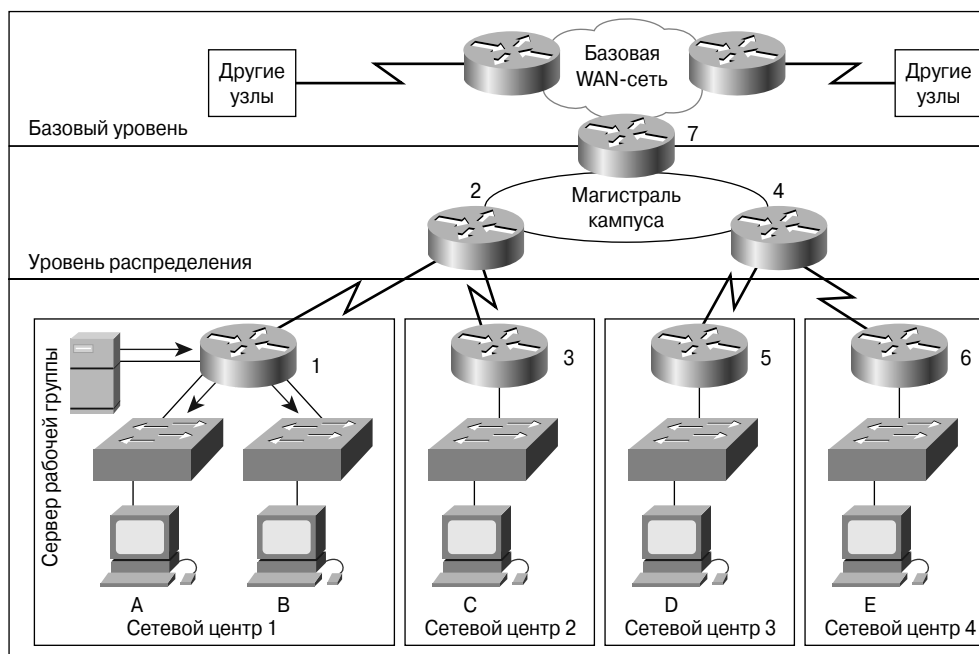 Базовая
WAN-сеть
Другие
узлы
Другие
узлы
Базовый уровень
7
2
Магистраль
кампуса
4
Уровень распределения
Сервер рабочей группы
1
3
5
6
A
B
C
D
E
Сетевой центр 1
Сетевой центр 2
Сетевой центр 3
Сетевой центр 4